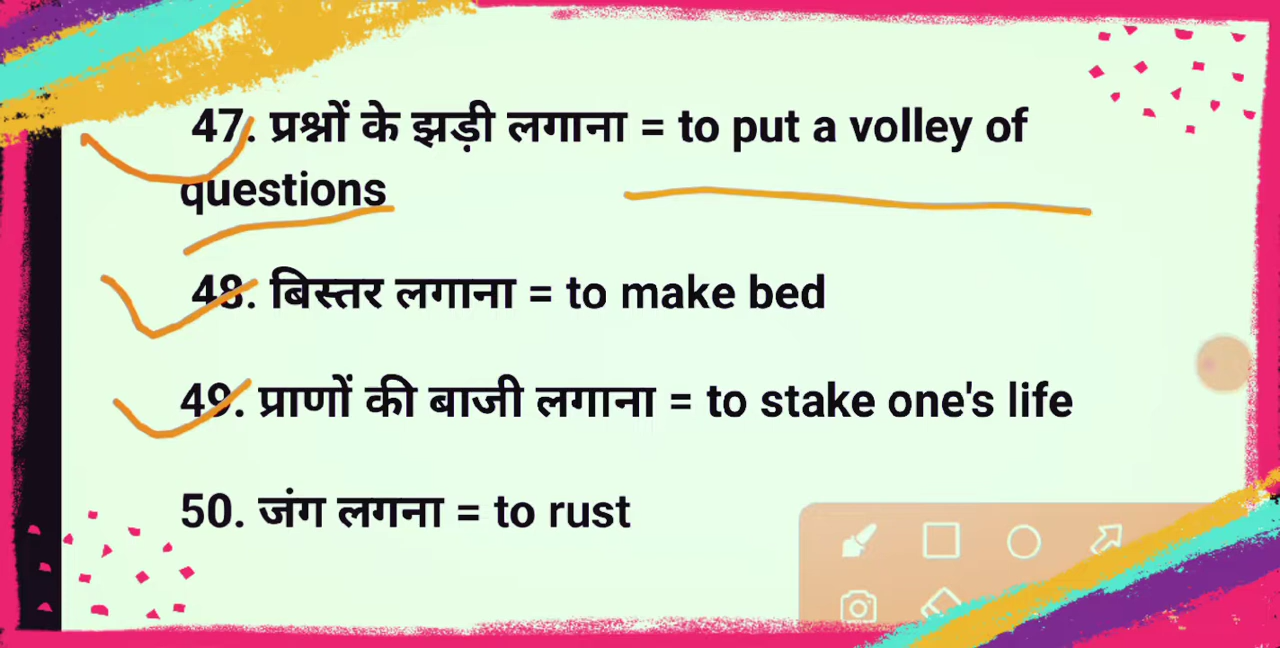 47. प्रश्नों के झड़ी लगाना = to put a volley of
questions
48. बिस्तर लगाना = to make bed
49. प्राणों की बाजी लगाना = to stake one's life
50. जंग लगना = to rust